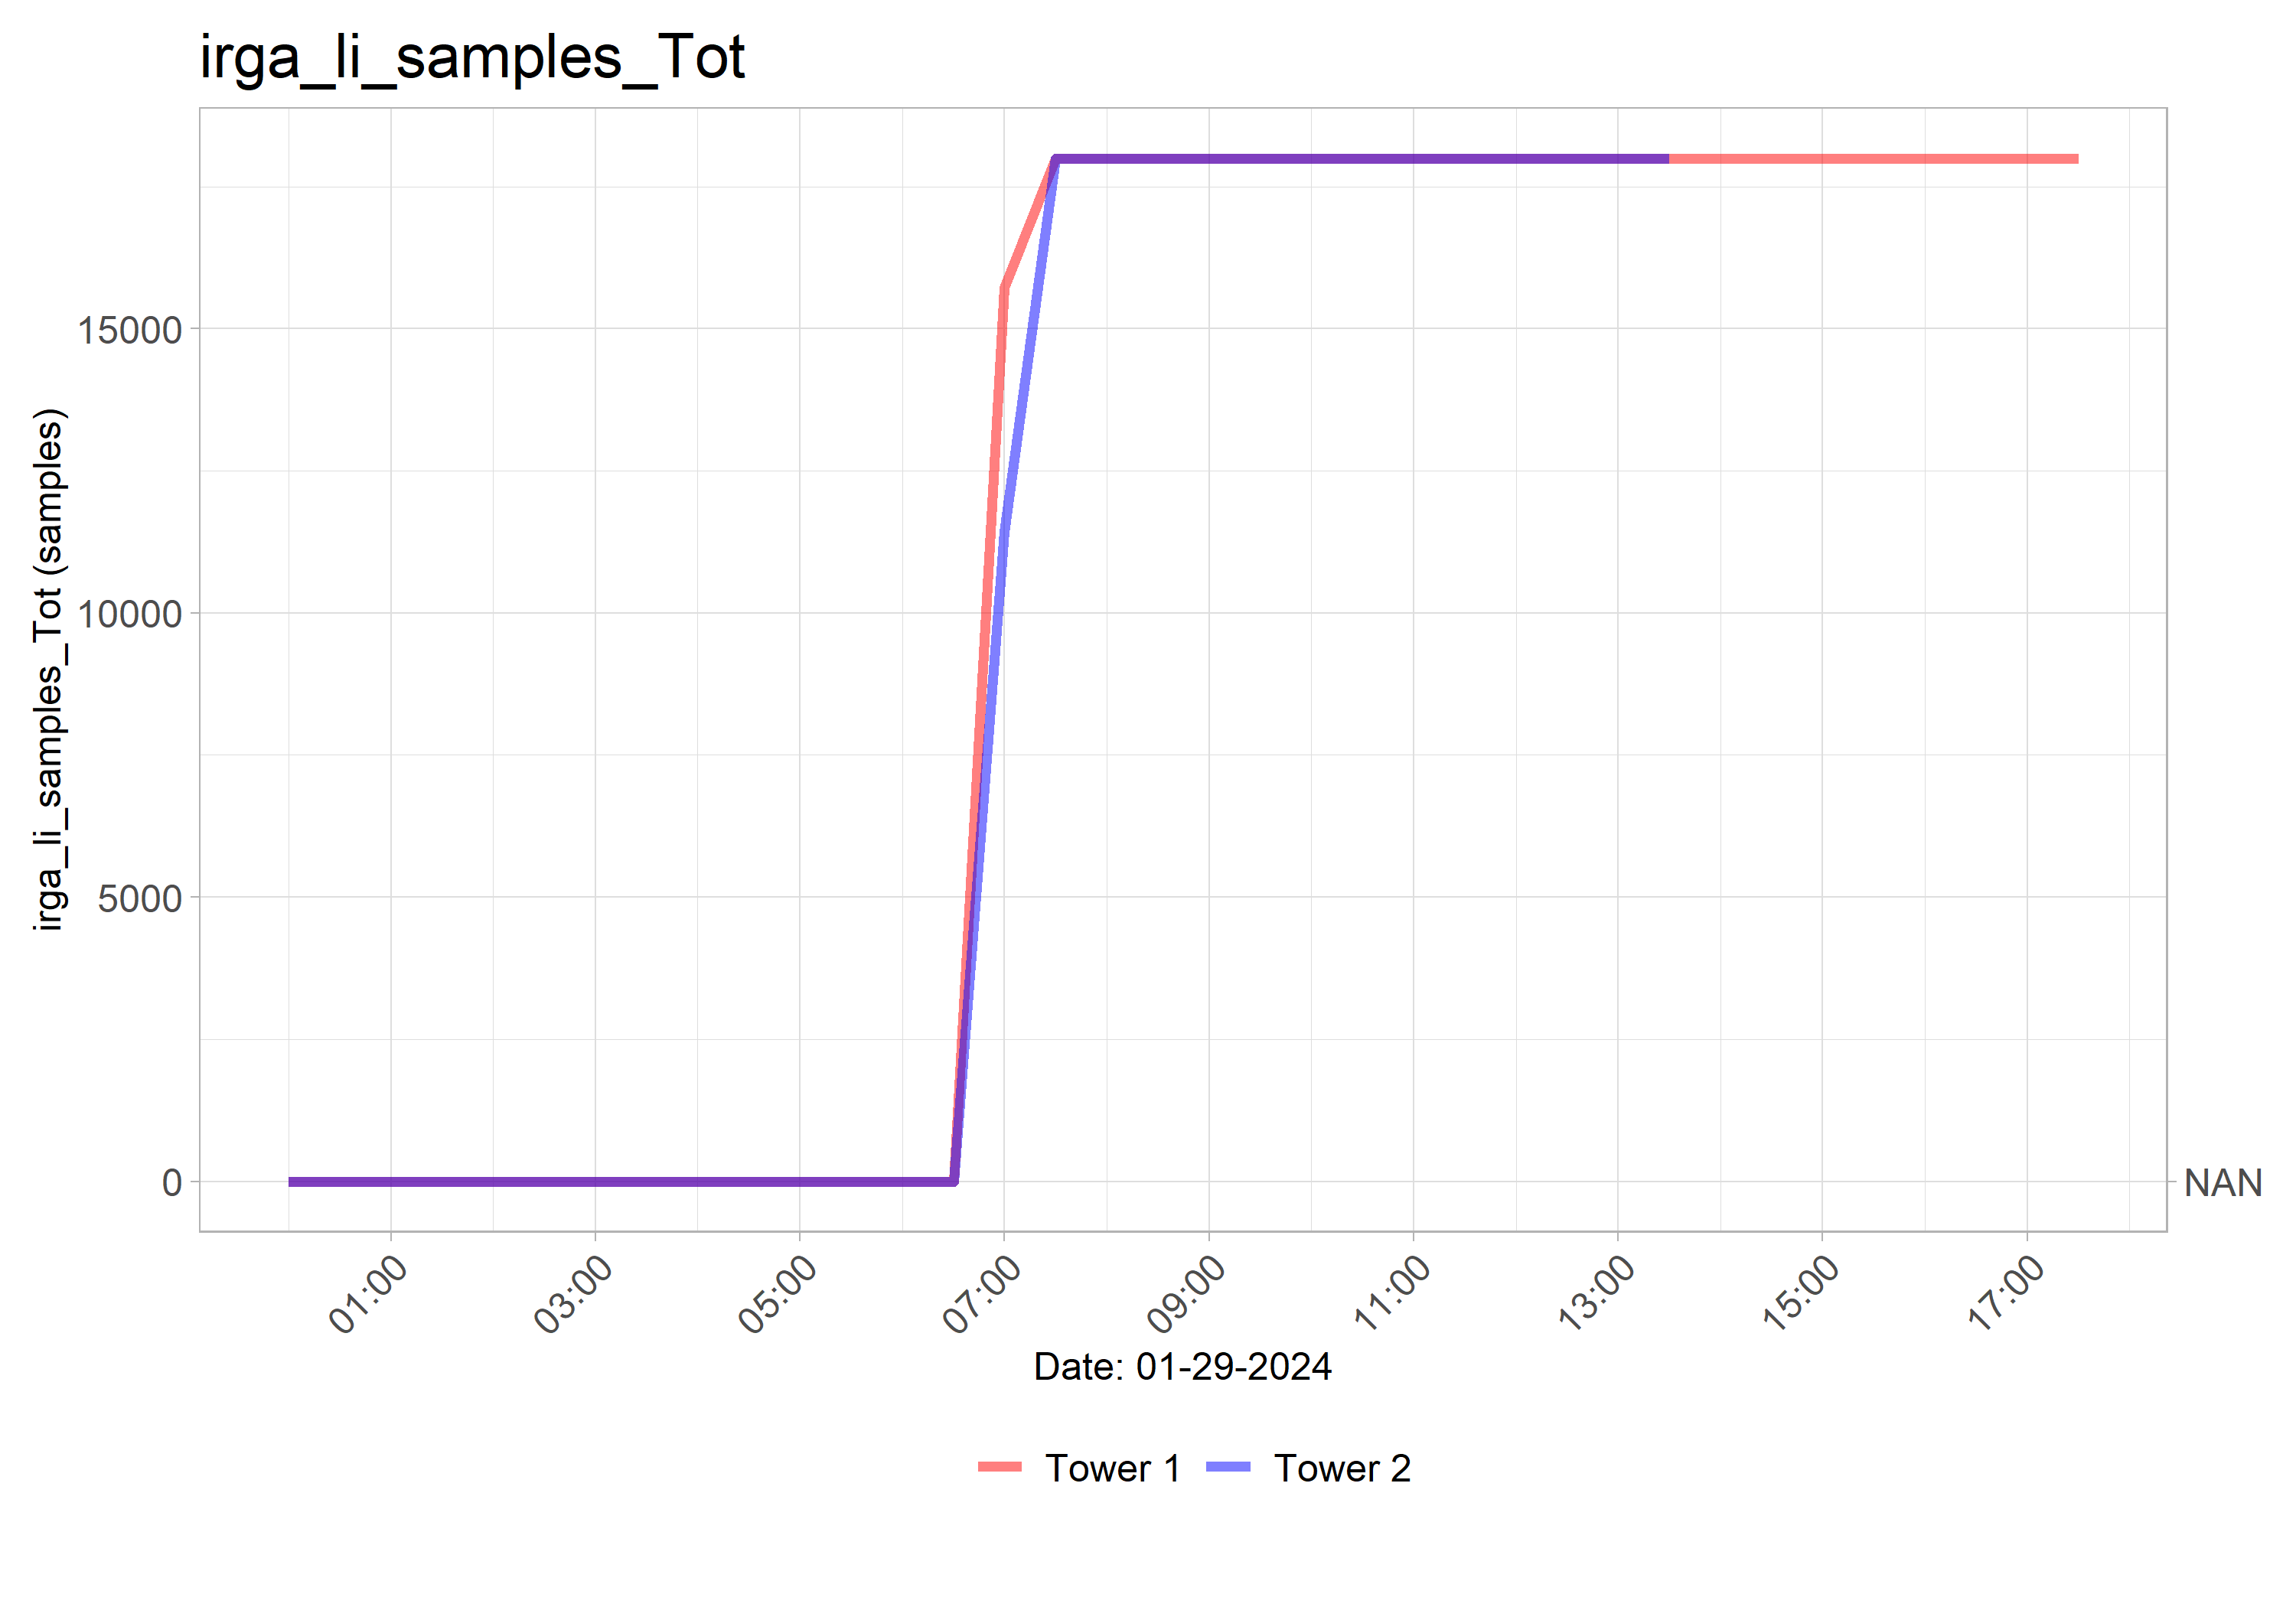 irga_li_samples_Tot
irga_li_samples_Tot (samples)
15000
10000
5000
0
NAN
01:00
03:00
05:00
07:00
09:00
11:00
13:00
15:00
17:00
Date: 01-29-2024
Tower 1
Tower 2